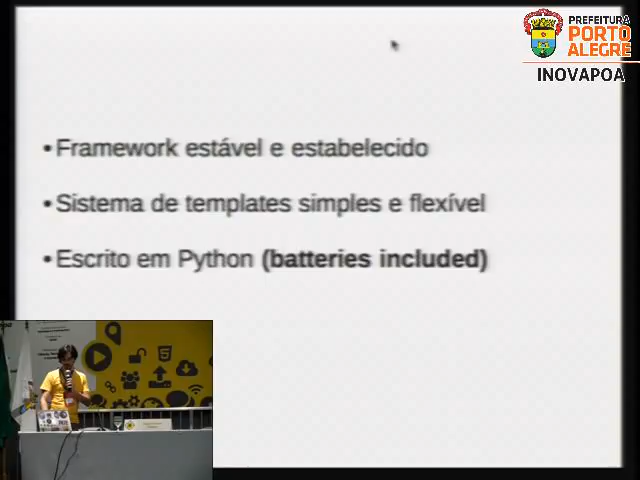 PREFEITURA
PORTO
ALEGRE
INOVAPOA
• Framework estável e estabelecido
• Sistema de templates simples e flexível
• Escrito em Python (batteries included)